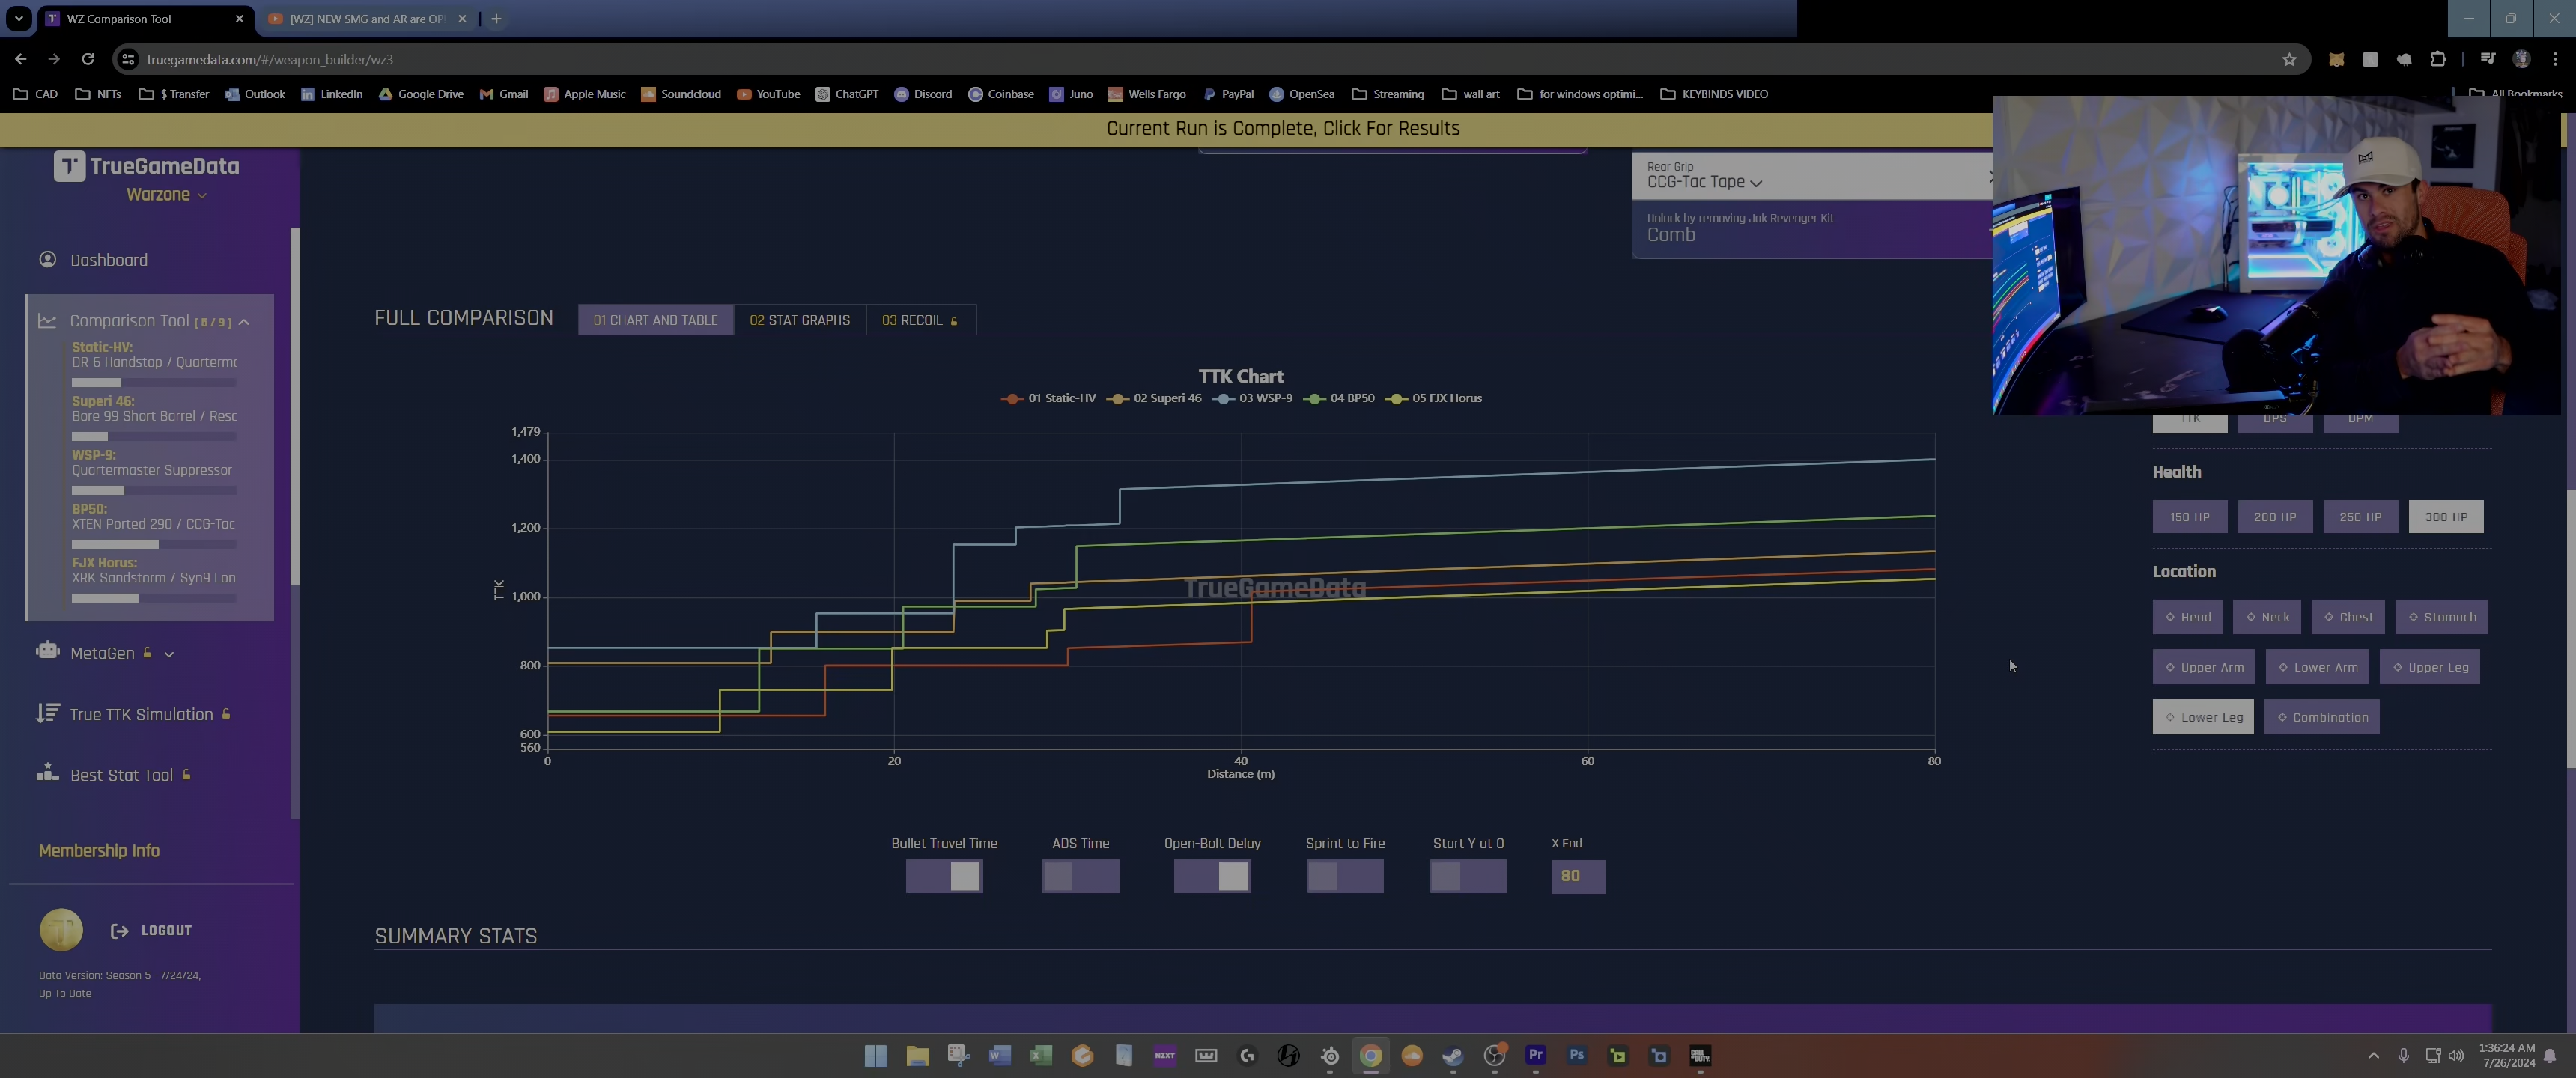 WZ Comparison Tool
[WZ] NEW SMG and AR are OP
truegamedata.com/#/weapon_builder/wz3
CAD
NFTs
$ Transfer
Outlook
LinkedIn
Google Drive
Gmail
Apple Music
Soundcloud
YouTube
ChatGPT
Discord
Coinbase
Juno
Wells Fargo
PayPal
OpenSea
Streaming
wall art
for windows optimi...
KEYBINDS VIDEO
All Bookmarks
Current Run is Complete, Click For Results
TrueGameData
Warzone
Dashboard
Comparison Tool [ 5 / 9 ]
Static-HV:
DR-6 Handstop / Quarterm
Superi 46:
Bore 99 Short Barrel / Resc
WSP-9:
Quartermaster Suppressor
BP50:
XTEN Ported 290 / CCG-Tac
FJX Horus:
XRK Sandstorm / Syn9 Lon
MetaGen
True TTK Simulation
Best Stat Tool
Membership Info
LOGOUT
Data Version: Season 5 - 7/24/24,
Up To Date
Rear Grip
CCG-Tac Tape
Unlock by removing Jak Revenger Kit
Comb
FULL COMPARISON
01 CHART AND TABLE
02 STAT GRAPHS
03 RECOIL
TTK Chart
01 Static-HV
02 Superi 46
03 WSP-9
04 BP50
05 FJX Horus
1,479
1,400
1,200
1,000
800
600
560
TTK
TrueGameData
0
20
40
60
80
Distance (m)
Bullet Travel Time
ADS Time
Open-Bolt Delay
Sprint to Fire
Start Y at 0
X End
80
SUMMARY STATS
TTK
DPS
DPM
Health
150 HP
200 HP
250 HP
300 HP
Location
Head
Neck
Chest
Stomach
Upper Arm
Lower Arm
Upper Leg
Lower Leg
Combination
NZXT
Pr
Ps
CALL OF DUTY
1:36:24 AM
7/26/2024